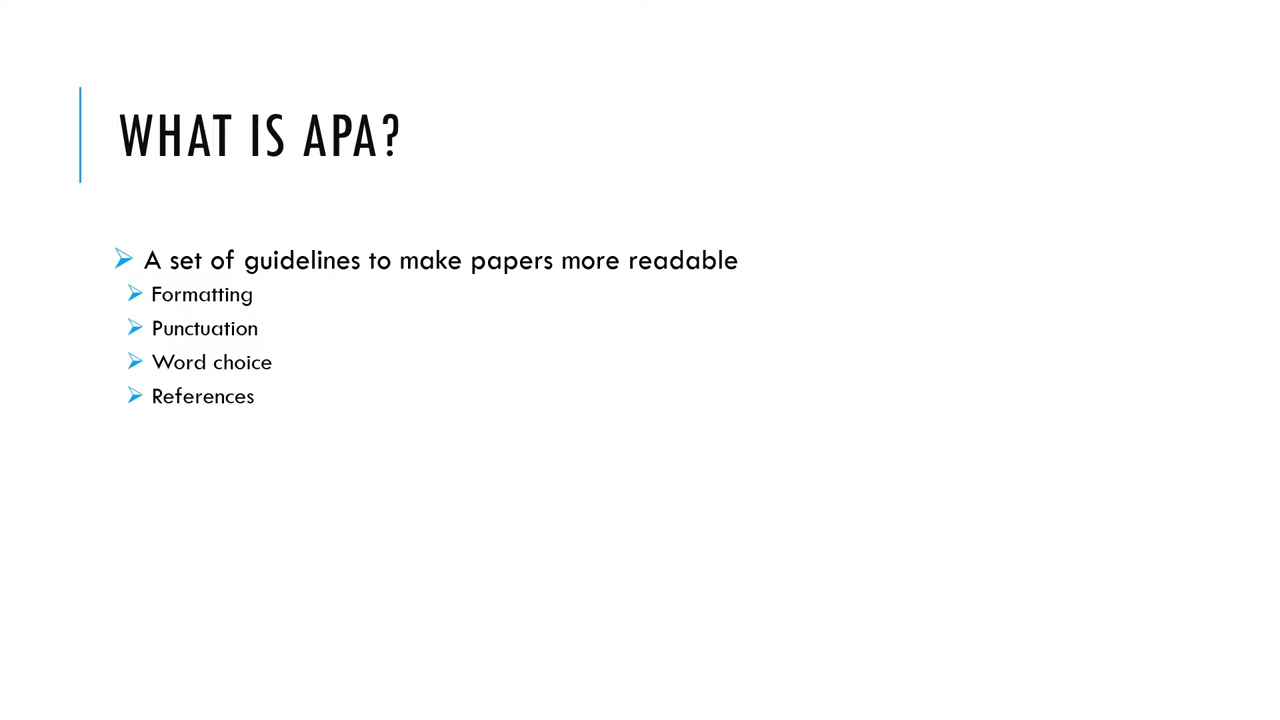 WHAT IS APA?
A set of guidelines to make papers more readable
Formatting
Punctuation
Word choice
References